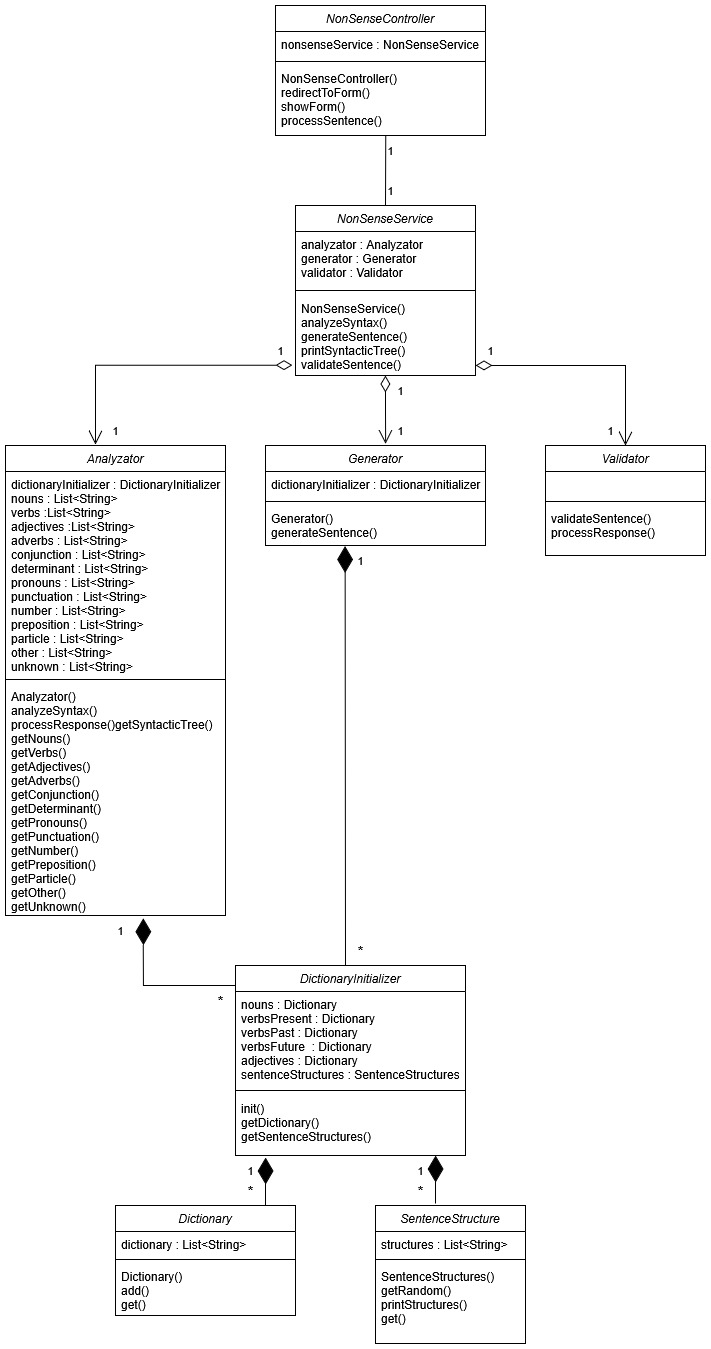 NonSenseController
nonsenseService : NonSenseService
NonSenseController()
redirectToForm()
showForm()
processSentence()
1
1
NonSenseService
analyzator : Analyzator
generator : Generator
validator : Validator
NonSenseService()
analyzeSyntax()
generateSentence()
printSyntacticTree()
validateSentence()
1
1
1
1
1
1
Analyzator
dictionaryInitializer : DictionaryInitializer
nouns : List<String>
verbs :List<String>
adjectives :List<String>
adverbs : List<String>
conjunction : List<String>
determinant : List<String>
pronouns : List<String>
punctuation : List<String>
number : List<String>
preposition : List<String>
particle : List<String>
other : List<String>
unknown : List<String>
Analyzator()
analyzeSyntax()
processResponse()getSyntacticTree()
getNouns()
getVerbs()
getAdjectives()
getAdverbs()
getConjunction()
getDeterminant()
getPronouns()
getPunctuation()
getNumber()
getPreposition()
getParticle()
getOther()
getUnknown()
Generator
dictionaryInitializer : DictionaryInitializer
Generator()
generateSentence()
Validator
validateSentence()
processResponse()
1
*
1
*
DictionaryInitializer
nouns : Dictionary
verbsPresent : Dictionary
verbsPast : Dictionary
verbsFuture  : Dictionary
adjectives : Dictionary
sentenceStructures : SentenceStructures
init()
getDictionary()
getSentenceStructures()
1
*
1
*
Dictionary
dictionary : List<String>
Dictionary()
add()
get()
SentenceStructure
structures : List<String>
SentenceStructures()
getRandom()
printStructures()
get()